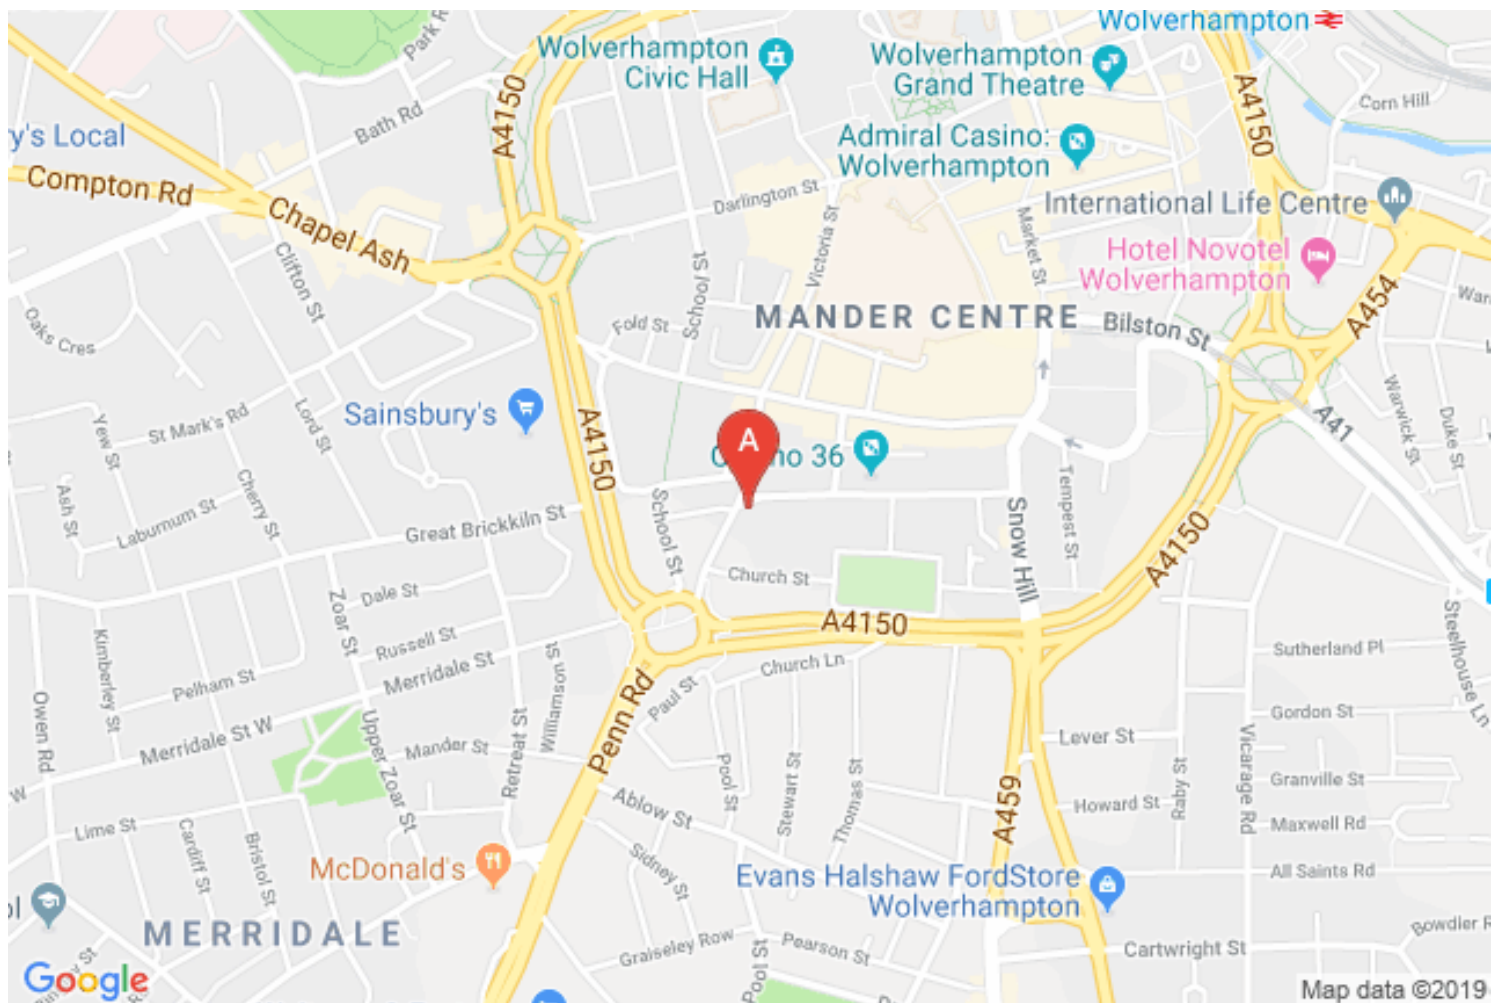 Wolverhampton
Park R
Wolverhampton
Civic Hall
Wolverhampton
Grand Theatre
A4150
A4150
Corn Hill
Bath Rd
ry's Local
Admiral Casino:
Wolverhampton
Compton Rd
Darlington St
International Life Centre
Chapel Ash
Clifton St
School St
Victoria St
Market St
Hotel Novotel
Wolverhampton
A454
War
Oaks Cres
Fold St
MANDER CENTRE
Bilston St
Sainsbury's
St Mark's Rd
Yew St
Lord St
A4150
A
36
A41
Warwick St
Duke St
Ash St
Laburnum St
Cherry St
Great Brickkiln St
School St
Snow Hill
Tempest St
A4150
Church St
Dale St
Zoar St
Russell St
Kimberley St
A4150
Steelhouse Ln
Sutherland Pl
Pelham St
Merridale St
Williamson St
Church Ln
Paul St
Penn Rd
Owen Rd
Merridale St W
Upper Zoar St
Mander St
Retreat St
Gordon St
Lever St
Vicarage Rd
Pool St
Stewart St
Thomas St
A459
Raby St
Granville St
W
Ablow St
Howard St
Maxwell Rd
Lime St
Cardiff St
Bristol St
McDonald's
Sidney St
Evans Halshaw FordStore
Wolverhampton
All Saints Rd
ol
MERRIDALE
Graiseley Row
Pool St
Pearson St
Cartwright St
Bowdler R
St
Google
Map data ©2019